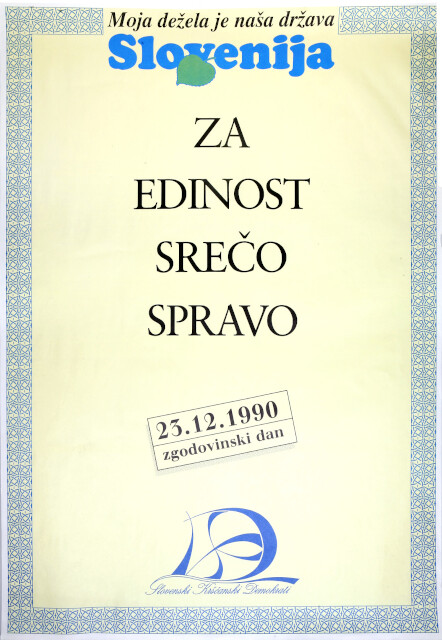 Moja dežela je naša država
Slovenija
ZA
EDINOST
SREČO
SPRAVO
23.12.1990
zgodovinski dan
Slovenski Krščanski Demokrati